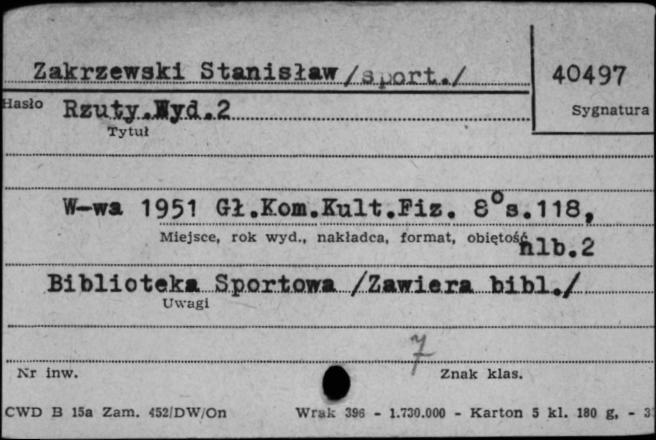 Zakrzewski Stanisław /sport./
40497
Hasło
Sygnatura
Rzuty.Wyd.2
Tytuł
W-wa 1951 Gł.Kom.Kult.Fiz. 8°s.118,
Miejsce, rok wyd., nakładca, format, objętość
nlb.2
Biblioteka Sportowa /Zawiera bibl./
Uwagi
7
Nr inw.
Znak klas.
CWD B 15a Zam. 452/DW/On Wrak 396 - 1.730.000 - Karton 5 kl. 180 g, -